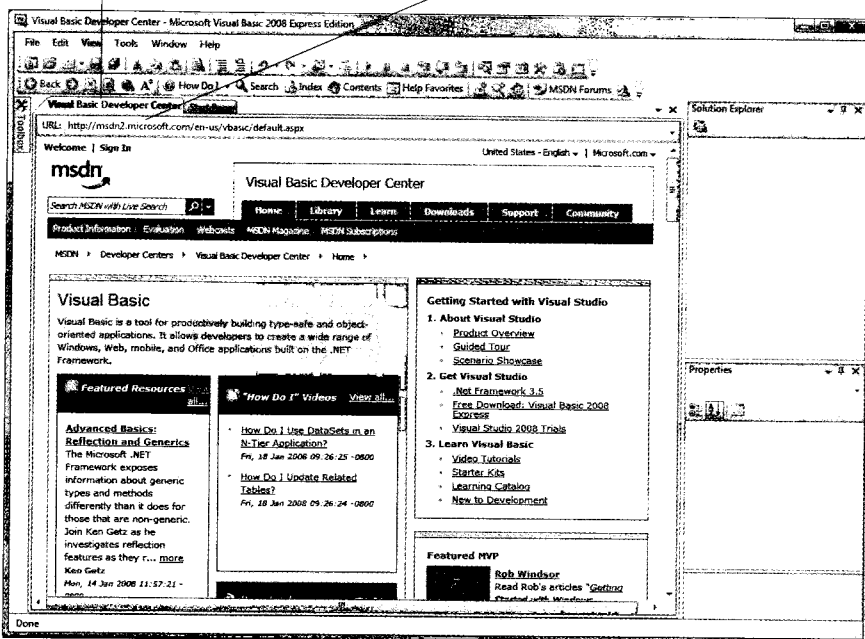 Visual Basic Developer Center - Microsoft Visual Basic 2008 Express Edition
File Edit View Tools Window Help
Back How Do I Search Index Contents Help Favorites MSDN Forums
Toolbox
Visual Basic Developer Center
Solution Explorer
URL: http://msdn2.microsoft.com/en-us/vbasic/default.aspx
Welcome | Sign In
United States - English | Microsoft.com
msdn
Visual Basic Developer Center
Search MSDN with Live Search
Home Library Learn Downloads Support Community
Product Information Evaluation Webcasts MSDN Magazine MSDN Subscriptions
MSDN Developer Centers Visual Basic Developer Center Home
Visual Basic
Visual Basic is a tool for productively building type-safe and object-
oriented applications. It allows developers to create a wide range of
Windows, Web, mobile, and Office applications built on the .NET
Framework.
Featured Resources
all...
Advanced Basics:
Reflection and Generics
The Microsoft .NET
Framework exposes
information about generic
types and methods
differently than it does for
those that are non-generic.
Join Ken Getz as he
investigates reflection
features as they r... more
Ken Getz
Mon, 14 Jan 2008 11:57:21 -
"How Do I" Videos View all...
How Do I Use DataSets in an
N-Tier Application?
Fri, 18 Jan 2008 09:26:25 -0800
How Do I Update Related
Tables?
Fri, 18 Jan 2008 09:26:24 -0800
Getting Started with Visual Studio
1. About Visual Studio
Product Overview
Guided Tour
Scenario Showcase
2. Get Visual Studio
.Net Framework 3.5
Free Download: Visual Basic 2008
Express
Visual Studio 2008 Trials
3. Learn Visual Basic
Video Tutorials
Starter Kits
Learning Catalog
New to Development
Featured MVP
Rob Windsor
Read Rob's articles "Getting
Started with Windows
Properties
Done